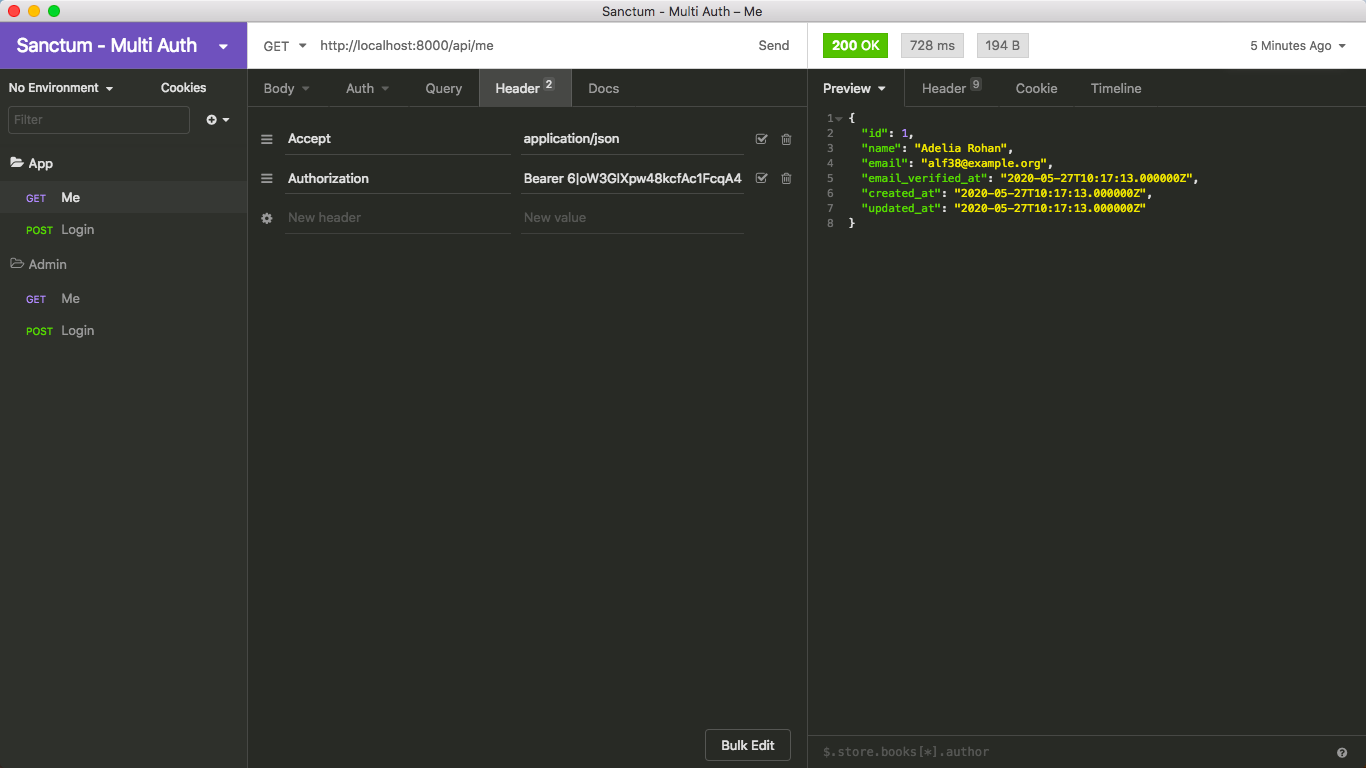 Sanctum - Multi Auth – Me
Sanctum - Multi Auth
GET http://localhost:8000/api/me Send
200 OK 728 ms 194 B 5 Minutes Ago
No Environment Cookies
Filter
App
GET Me
POST Login
Admin
GET Me
POST Login
Body Auth Query Header 2 Docs
Accept application/json
Authorization Bearer 6|oW3GlXpw48kcfAc1FcqA4
New header New value
Bulk Edit
Preview Header 9 Cookie Timeline
1 {
2 "id": 1,
3 "name": "Adelia Rohan",
4 "email": "alf38@example.org",
5 "email_verified_at": "2020-05-27T10:17:13.000000Z",
6 "created_at": "2020-05-27T10:17:13.000000Z",
7 "updated_at": "2020-05-27T10:17:13.000000Z"
8 }
$.store.books[*].author